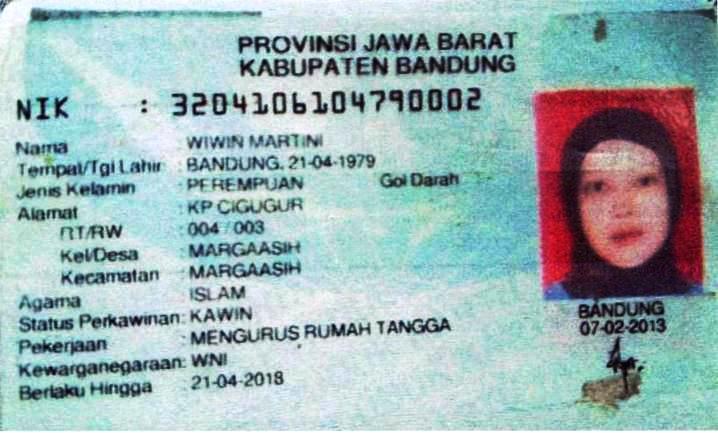 PROVINSI JAWA BARAT
KABUPATEN BANDUNG
NIK : 3204106104790002
Nama WIWIN MARTINI
Tempat/Tgl Lahir : BANDUNG, 21-04-1979
Jenis Kelamin : PEREMPUAN Gol Darah
Alamat : KP CIGUGUR
RT/RW : 004 / 003
Kel/Desa : MARGAASIH
Kecamatan : MARGAASIH
Agama : ISLAM
Status Perkawinan: KAWIN
Pekerjaan : MENGURUS RUMAH TANGGA
Kewarganegaraan: WNI
Berlaku Hingga : 21-04-2018
BANDUNG
07-02-2013